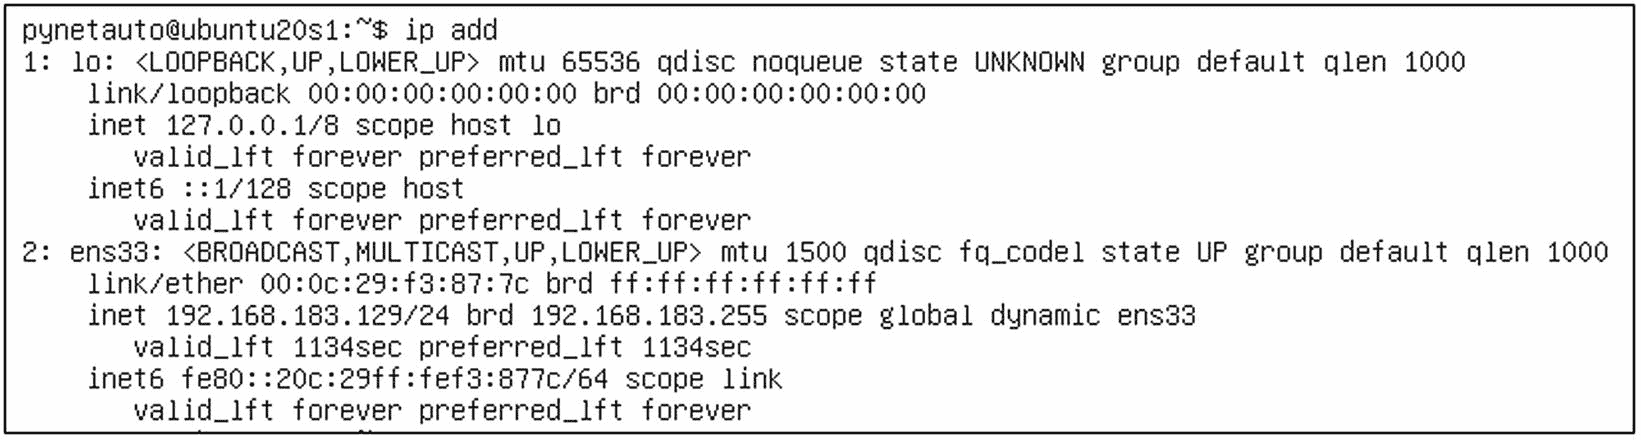 pynetauto@ubuntu20s1:~$ ip add
1: lo: <LOOPBACK,UP,LOWER_UP> mtu 65536 qdisc noqueue state UNKNOWN group default qlen 1000
link/loopback 00:00:00:00:00:00 brd 00:00:00:00:00:00
inet 127.0.0.1/8 scope host lo
valid_lft forever preferred_lft forever
inet6 ::1/128 scope host
valid_lft forever preferred_lft forever
2: ens33: <BROADCAST,MULTICAST,UP,LOWER_UP> mtu 1500 qdisc fq_codel state UP group default qlen 1000
link/ether 00:0c:29:f3:87:7c brd ff:ff:ff:ff:ff:ff
inet 192.168.183.129/24 brd 192.168.183.255 scope global dynamic ens33
valid_lft 1134sec preferred_lft 1134sec
inet6 fe80::20c:29ff:fef3:877c/64 scope link
valid_lft forever preferred_lft forever